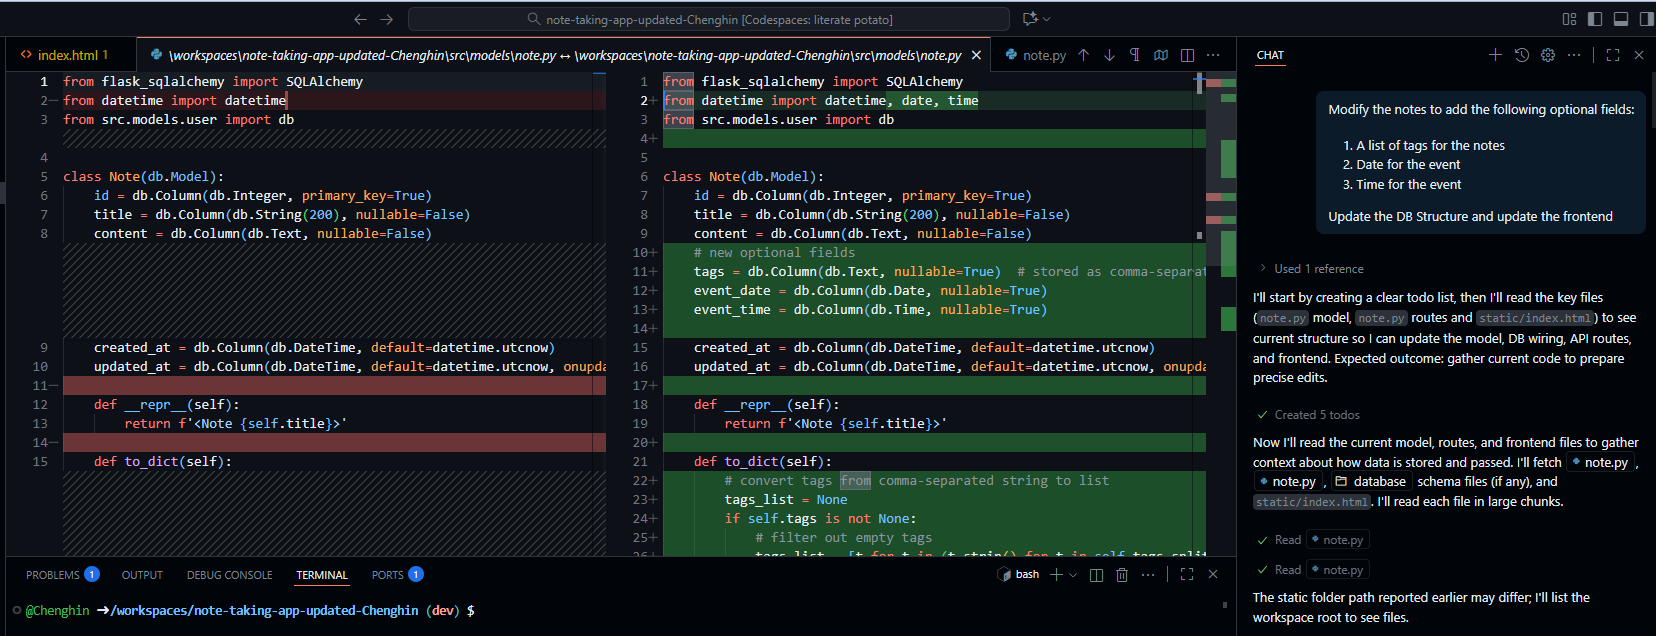 note-taking-app-updated-Chenghin [Codespaces: literate potato]
index.html 1
\workspaces\note-taking-app-updated-Chenghin\src\models\note.py ↔ \workspaces\note-taking-app-updated-Chenghin\src\models\note.py
note.py
1 from flask_sqlalchemy import SQLAlchemy
2− from datetime import datetime
3 from src.models.user import db
4
5 class Note(db.Model):
6 id = db.Column(db.Integer, primary_key=True)
7 title = db.Column(db.String(200), nullable=False)
8 content = db.Column(db.Text, nullable=False)
9 created_at = db.Column(db.DateTime, default=datetime.utcnow)
10 updated_at = db.Column(db.DateTime, default=datetime.utcnow, onupda
11−
12 def __repr__(self):
13 return f'<Note {self.title}>'
14−
15 def to_dict(self):
1 from flask_sqlalchemy import SQLAlchemy
2+ from datetime import datetime, date, time
3 from src.models.user import db
4+
5
6 class Note(db.Model):
7 id = db.Column(db.Integer, primary_key=True)
8 title = db.Column(db.String(200), nullable=False)
9 content = db.Column(db.Text, nullable=False)
10+ # new optional fields
11+ tags = db.Column(db.Text, nullable=True)  # stored as comma-separat
12+ event_date = db.Column(db.Date, nullable=True)
13+ event_time = db.Column(db.Time, nullable=True)
14+
15 created_at = db.Column(db.DateTime, default=datetime.utcnow)
16 updated_at = db.Column(db.DateTime, default=datetime.utcnow, onupda
17+
18 def __repr__(self):
19 return f'<Note {self.title}>'
20+
21 def to_dict(self):
22+ # convert tags from comma-separated string to list
23+ tags_list = None
24+ if self.tags is not None:
25+ # filter out empty tags
26+ tags_list = [t for t in (t.strip() for t in self.tags.split
PROBLEMS 1 OUTPUT DEBUG CONSOLE TERMINAL PORTS 1
bash
@Chenghin ➜/workspaces/note-taking-app-updated-Chenghin (dev) $
CHAT
Modify the notes to add the following optional fields:
1. A list of tags for the notes
2. Date for the event
3. Time for the event
Update the DB Structure and update the frontend
Used 1 reference
I'll start by creating a clear todo list, then I'll read the key files
(note.py model, note.py routes and static/index.html) to see
current structure so I can update the model, DB wiring, API routes,
and frontend. Expected outcome: gather current code to prepare
precise edits.
Created 5 todos
Now I'll read the current model, routes, and frontend files to gather
context about how data is stored and passed. I'll fetch note.py,
note.py, database schema files (if any), and
static/index.html. I'll read each file in large chunks.
Read note.py
Read note.py
The static folder path reported earlier may differ; I'll list the
workspace root to see files.